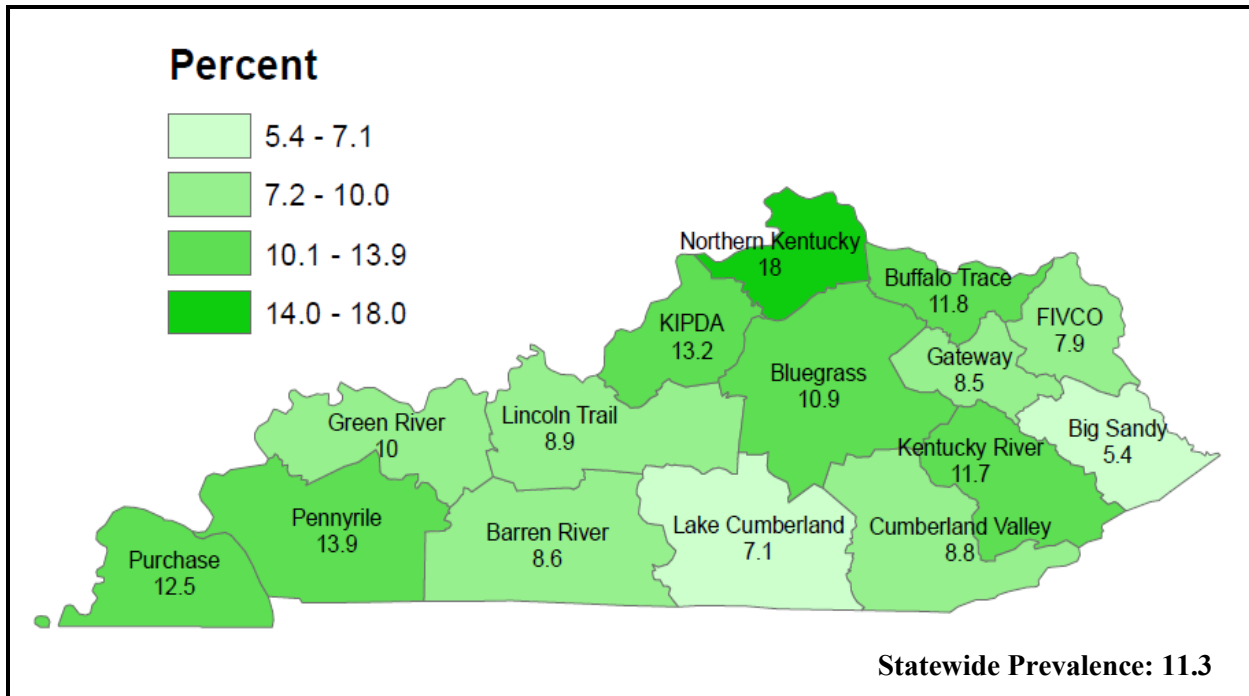 Percent
5.4 - 7.1
7.2 - 10.0
10.1 - 13.9
14.0 - 18.0
Northern Kentucky
18
Buffalo Trace
11.8
FIVCO
7.9
KIPDA
13.2
Gateway
8.5
Bluegrass
10.9
Lincoln Trail
8.9
Green River
10
Big Sandy
5.4
Kentucky River
11.7
Pennyrile
13.9
Barren River
8.6
Lake Cumberland
7.1
Cumberland Valley
8.8
Purchase
12.5
Statewide Prevalence: 11.3